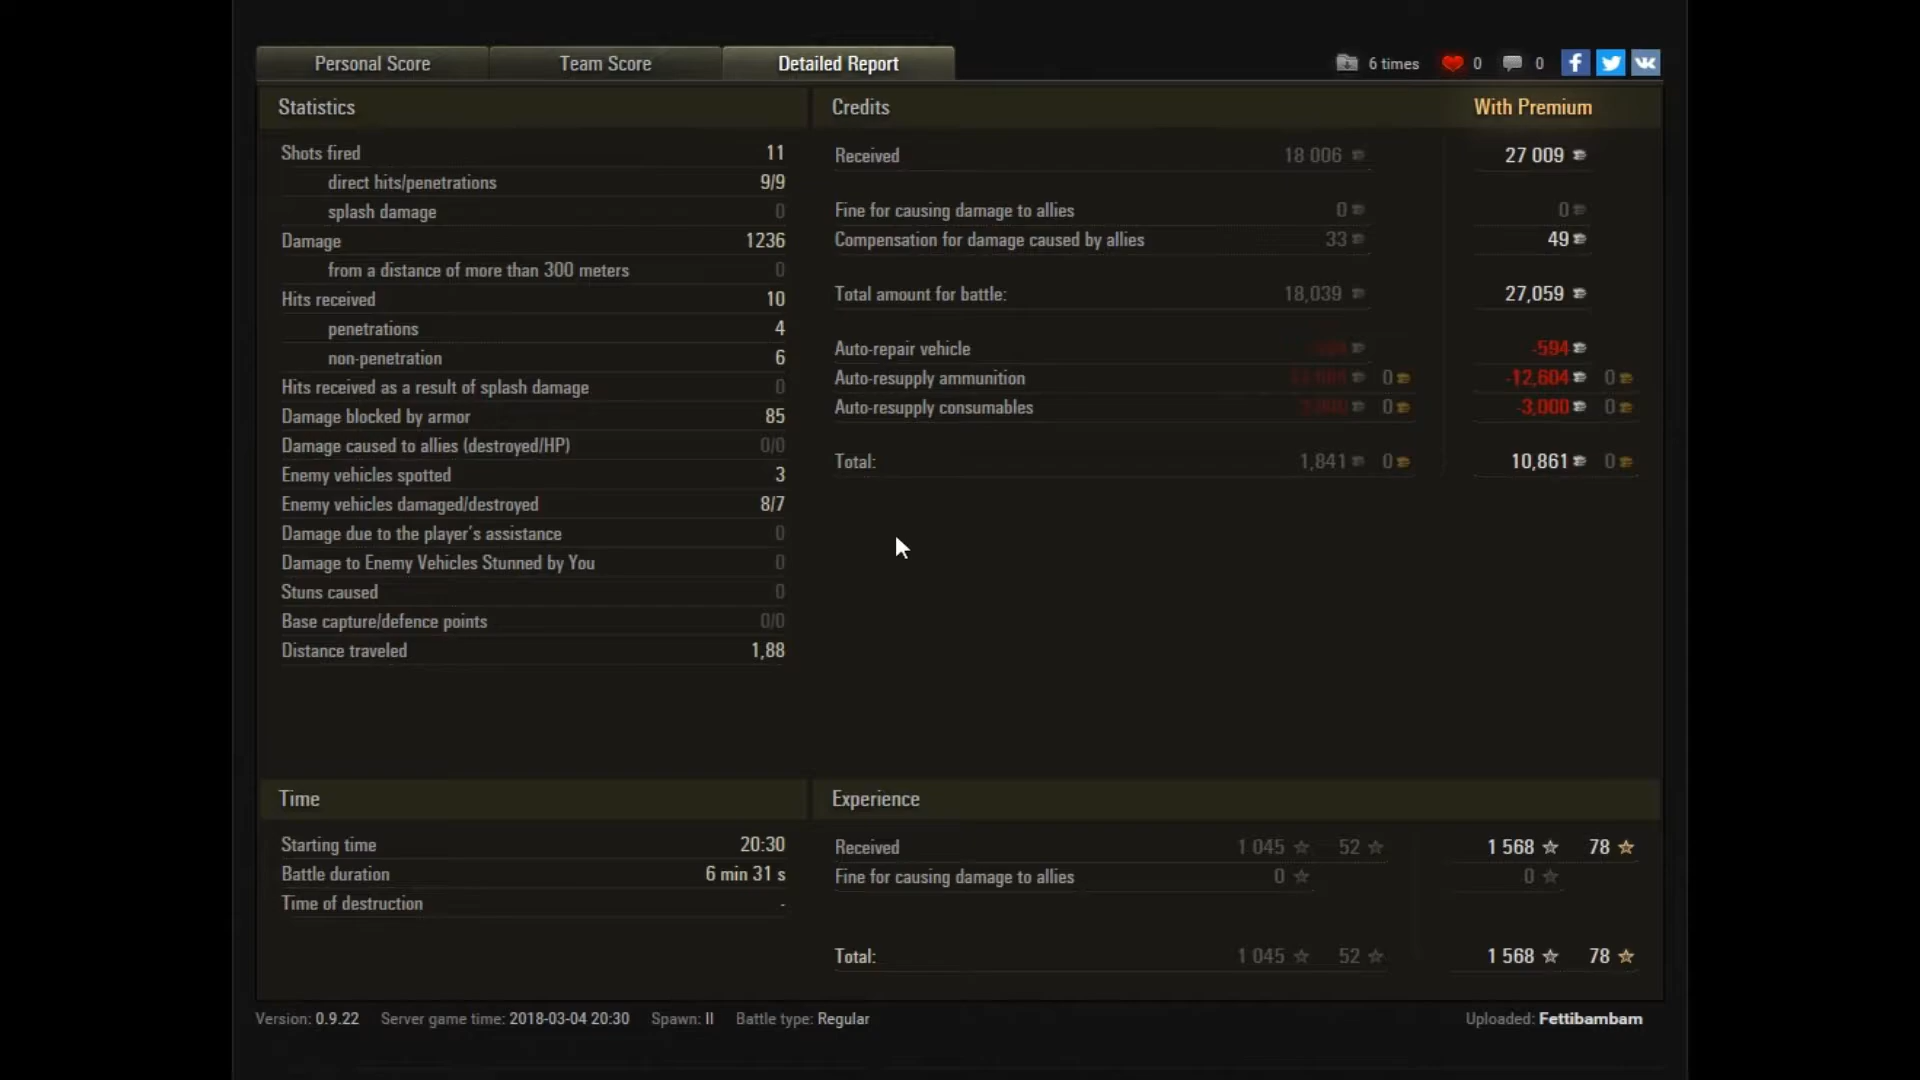 Personal Score Team Score Detailed Report 6 times 0 0
Statistics
Shots fired 11
direct hits/penetrations 9/9
splash damage 0
Damage 1236
from a distance of more than 300 meters 0
Hits received 10
penetrations 4
non-penetration 6
Hits received as a result of splash damage 0
Damage blocked by armor 85
Damage caused to allies (destroyed/HP) 0/0
Enemy vehicles spotted 3
Enemy vehicles damaged/destroyed 8/7
Damage due to the player's assistance 0
Damage to Enemy Vehicles Stunned by You 0
Stuns caused 0
Base capture/defence points 0/0
Distance traveled 1,88
Credits With Premium
Received 18 006 27 009
Fine for causing damage to allies 0 0
Compensation for damage caused by allies 33 49
Total amount for battle: 18,039 27,059
Auto-repair vehicle -594
Auto-resupply ammunition 0 -12,604 0
Auto-resupply consumables 0 -3,000 0
Total: 1,841 0 10,861 0
Time
Starting time 20:30
Battle duration 6 min 31 s
Time of destruction -
Experience
Received 1 045 52 1 568 78
Fine for causing damage to allies 0 0
Total: 1 045 52 1 568 78
Version: 0.9.22 Server game time: 2018-03-04 20:30 Spawn: II Battle type: Regular Uploaded: Fettibambam